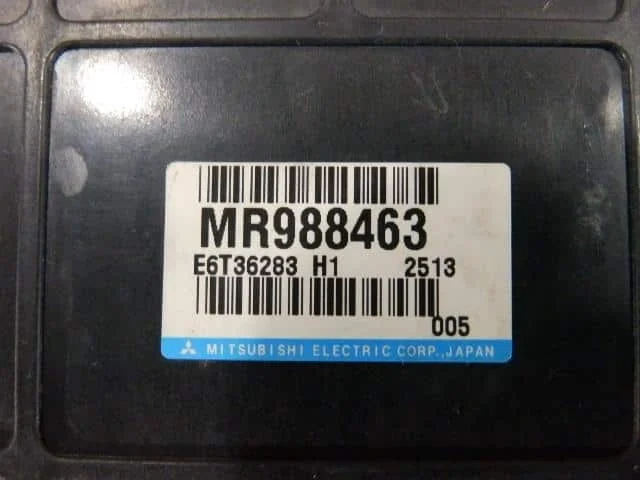 MR988463
E6T36283 H1 2513
005
MITSUBISHI ELECTRIC CORP.,JAPAN